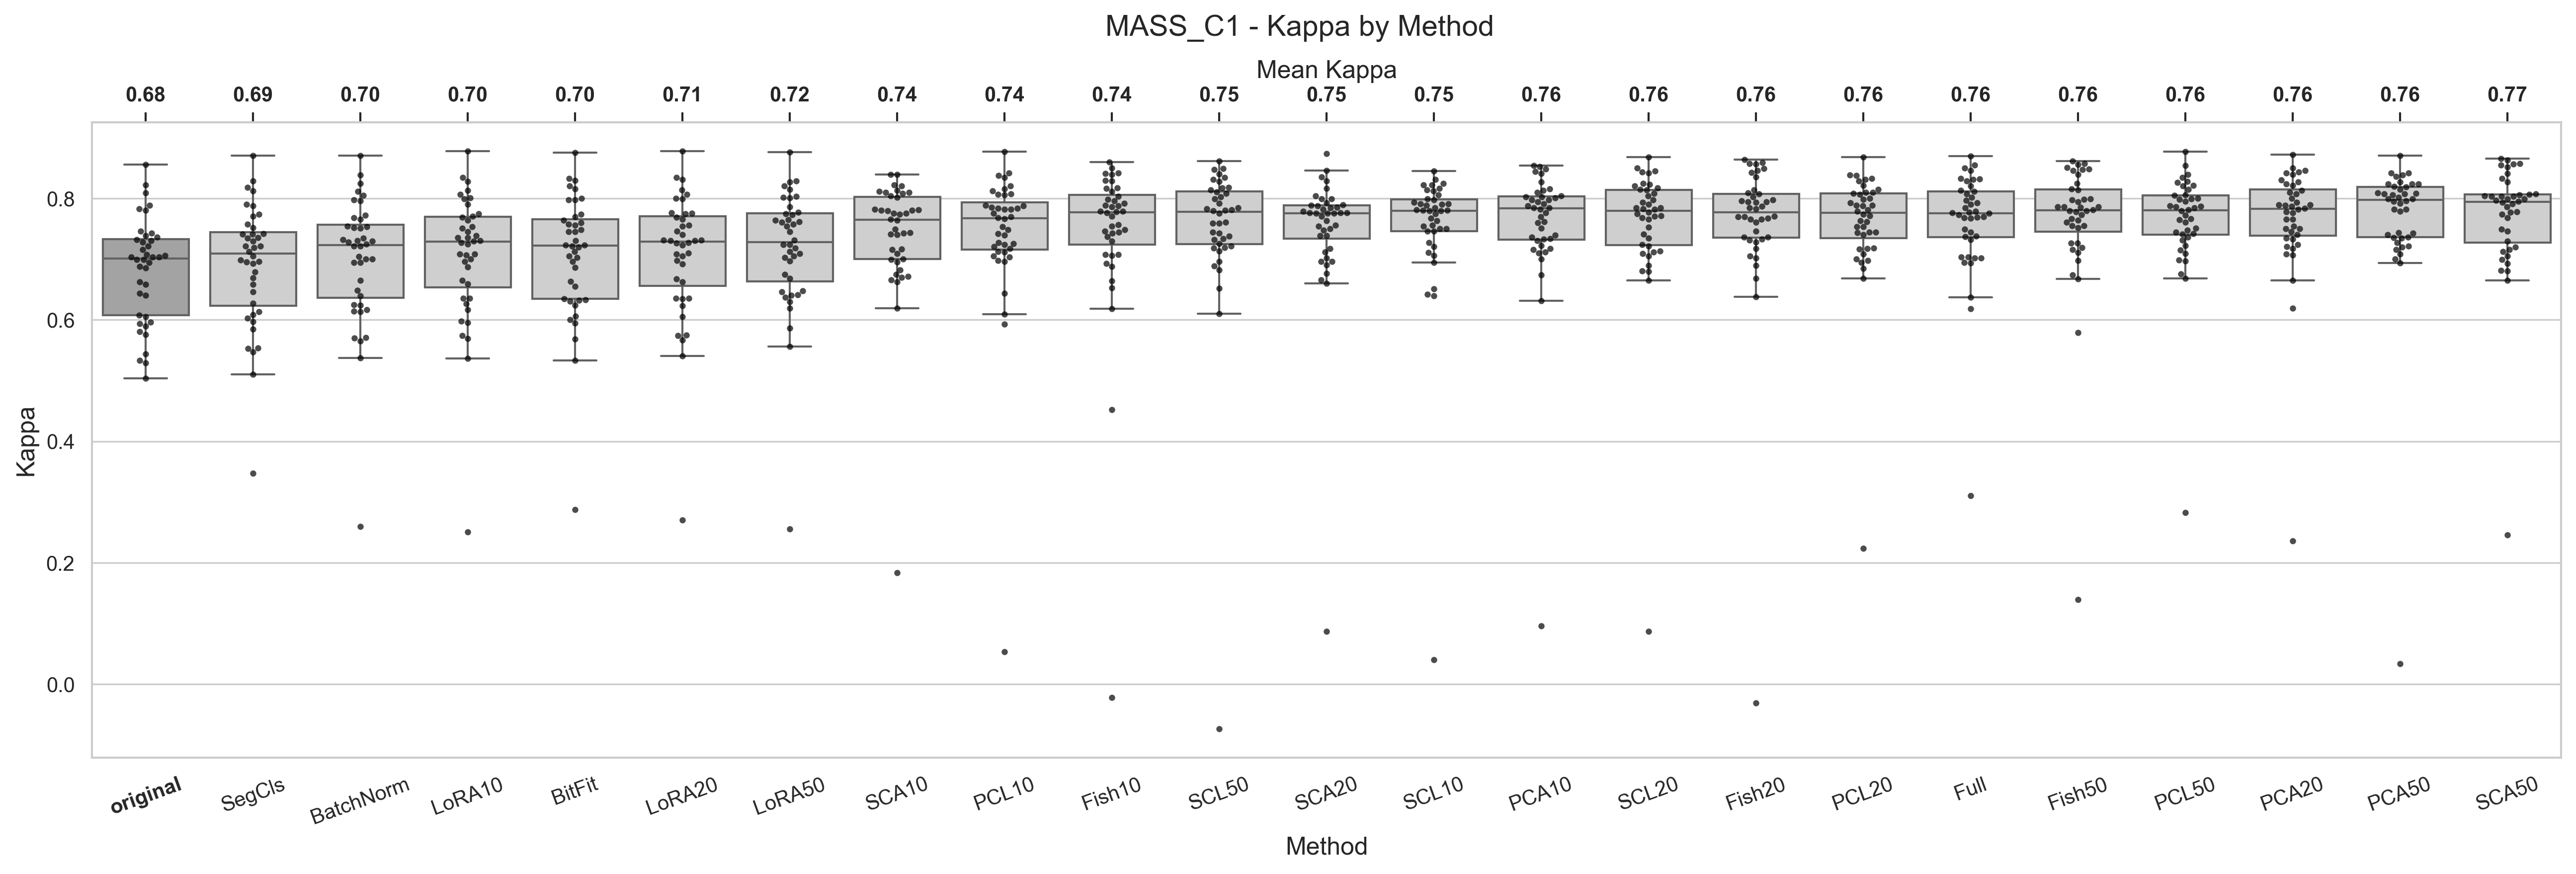 MASS_C1 - Kappa by Method
Mean Kappa
0.68 0.69 0.70 0.70 0.70 0.71 0.72 0.74 0.74 0.74 0.75 0.75 0.75 0.76 0.76 0.76 0.76 0.76 0.76 0.76 0.76 0.76 0.77
Kappa
0.8
0.6
0.4
0.2
0.0
original SegCls BatchNorm LoRA10 BitFit LoRA20 LoRA50 SCA10 PCL10 Fish10 SCL50 SCA20 SCL10 PCA10 SCL20 Fish20 PCL20 Full Fish50 PCL50 PCA20 PCA50 SCA50
Method